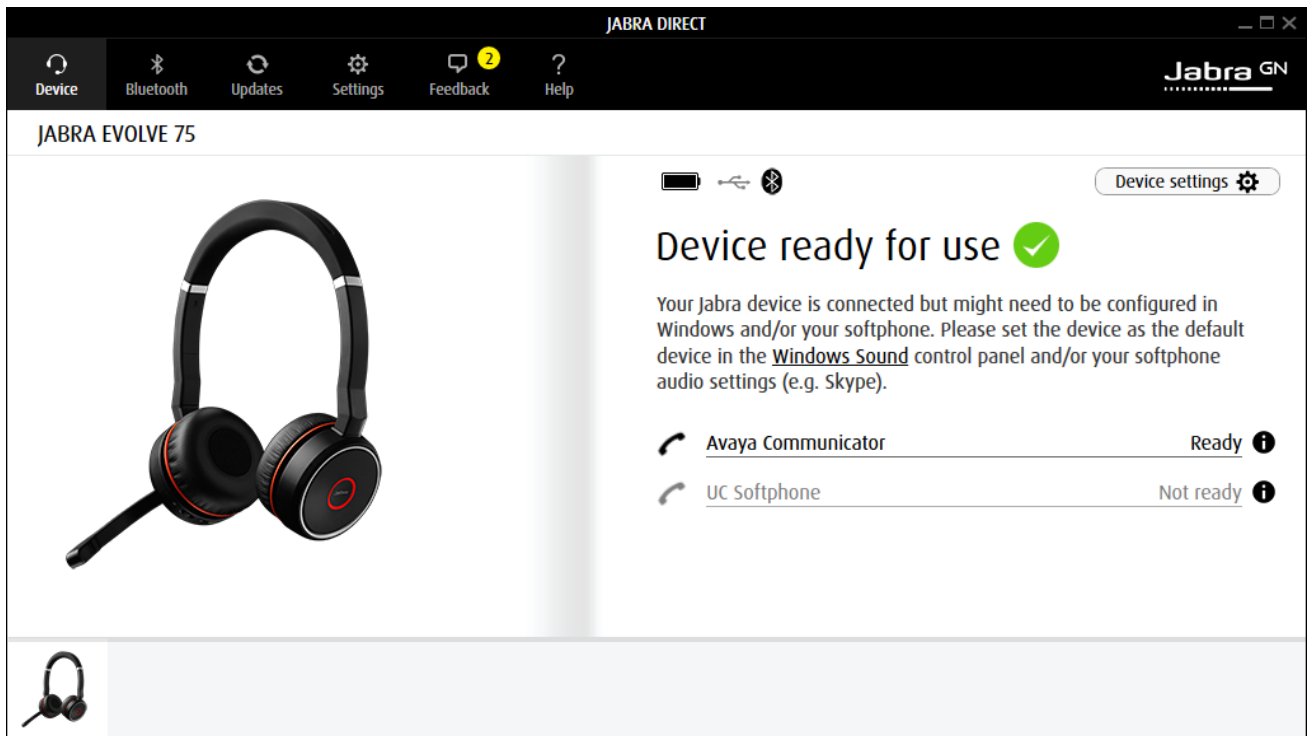 JABRA DIRECT
Device
Bluetooth
Updates
Settings
Feedback
2
?
Help
Jabra GN
JABRA EVOLVE 75
Device settings
Device ready for use
Your Jabra device is connected but might need to be configured in
Windows and/or your softphone. Please set the device as the default
device in the Windows Sound control panel and/or your softphone
audio settings (e.g. Skype).
Avaya Communicator Ready
UC Softphone Not ready